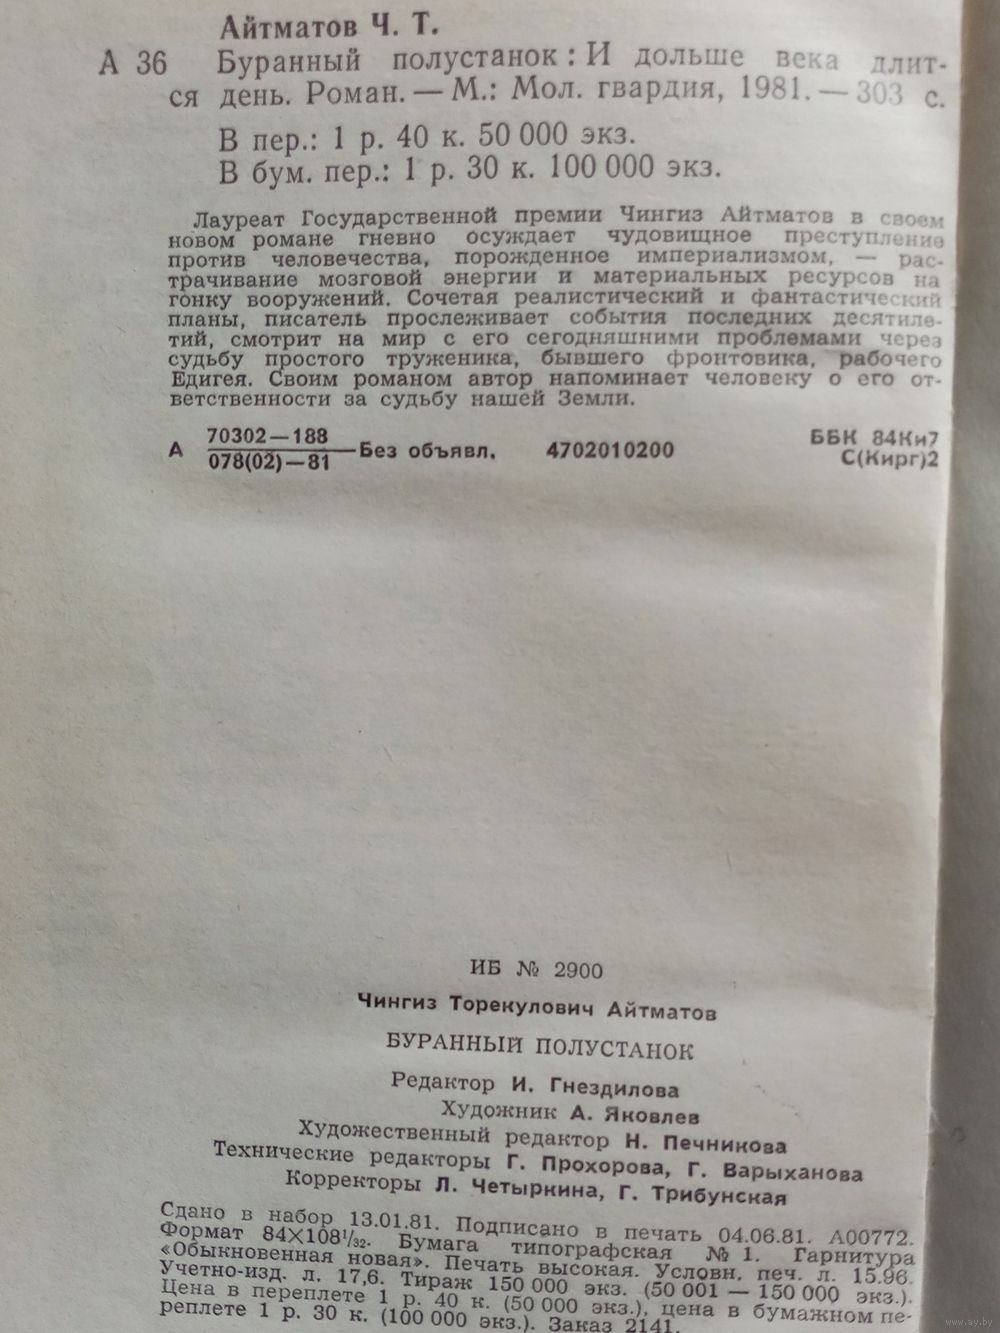 Айтматов Ч. Т.
А 36 Буранный полустанок : И дольше века длит-
ся день. Роман. — М.: Мол. гвардия, 1981. — 303 с.
В пер.: 1 р. 40 к. 50 000 экз.
В бум. пер.: 1 р. 30 к. 100 000 экз.
Лауреат Государственной премии Чингиз Айтматов в своем
новом романе гневно осуждает чудовищное преступление
против человечества, порожденное империализмом, — рас-
трачивание мозговой энергии и материальных ресурсов на
гонку вооружений. Сочетая реалистический и фантастический
планы, писатель прослеживает события последних десятиле-
тий, смотрит на мир с его сегодняшними проблемами через
судьбу простого труженика, бывшего фронтовика, рабочего
Едигея. Своим романом автор напоминает человеку о его от-
ветственности за судьбу нашей Земли.
А 70302—188
078(02)—81 Без объявл. 4702010200
ББК 84Ки7
С(Кирг)2
ИБ № 2900
Чингиз Торекулович Айтматов
БУРАННЫЙ ПОЛУСТАНОК
Редактор И. Гнездилова
Художник А. Яковлев
Художественный редактор Н. Печникова
Технические редакторы Г. Прохорова, Г. Варыханова
Корректоры Л. Четыркина, Г. Трибунская
Сдано в набор 13.01.81. Подписано в печать 04.06.81. А00772.
Формат 84×108¹/₃₂. Бумага типографская № 1. Гарнитура
«Обыкновенная новая». Печать высокая. Условн. печ. л. 15,96.
Учетно-изд. л. 17,6. Тираж 150 000 экз. (50 001 — 150 000 экз.).
Цена в переплете 1 р. 40 к. (50 000 экз.), цена в бумажном пе-
реплете 1 р. 30 к. (100 000 экз.). Заказ 2141.
www.ay.by